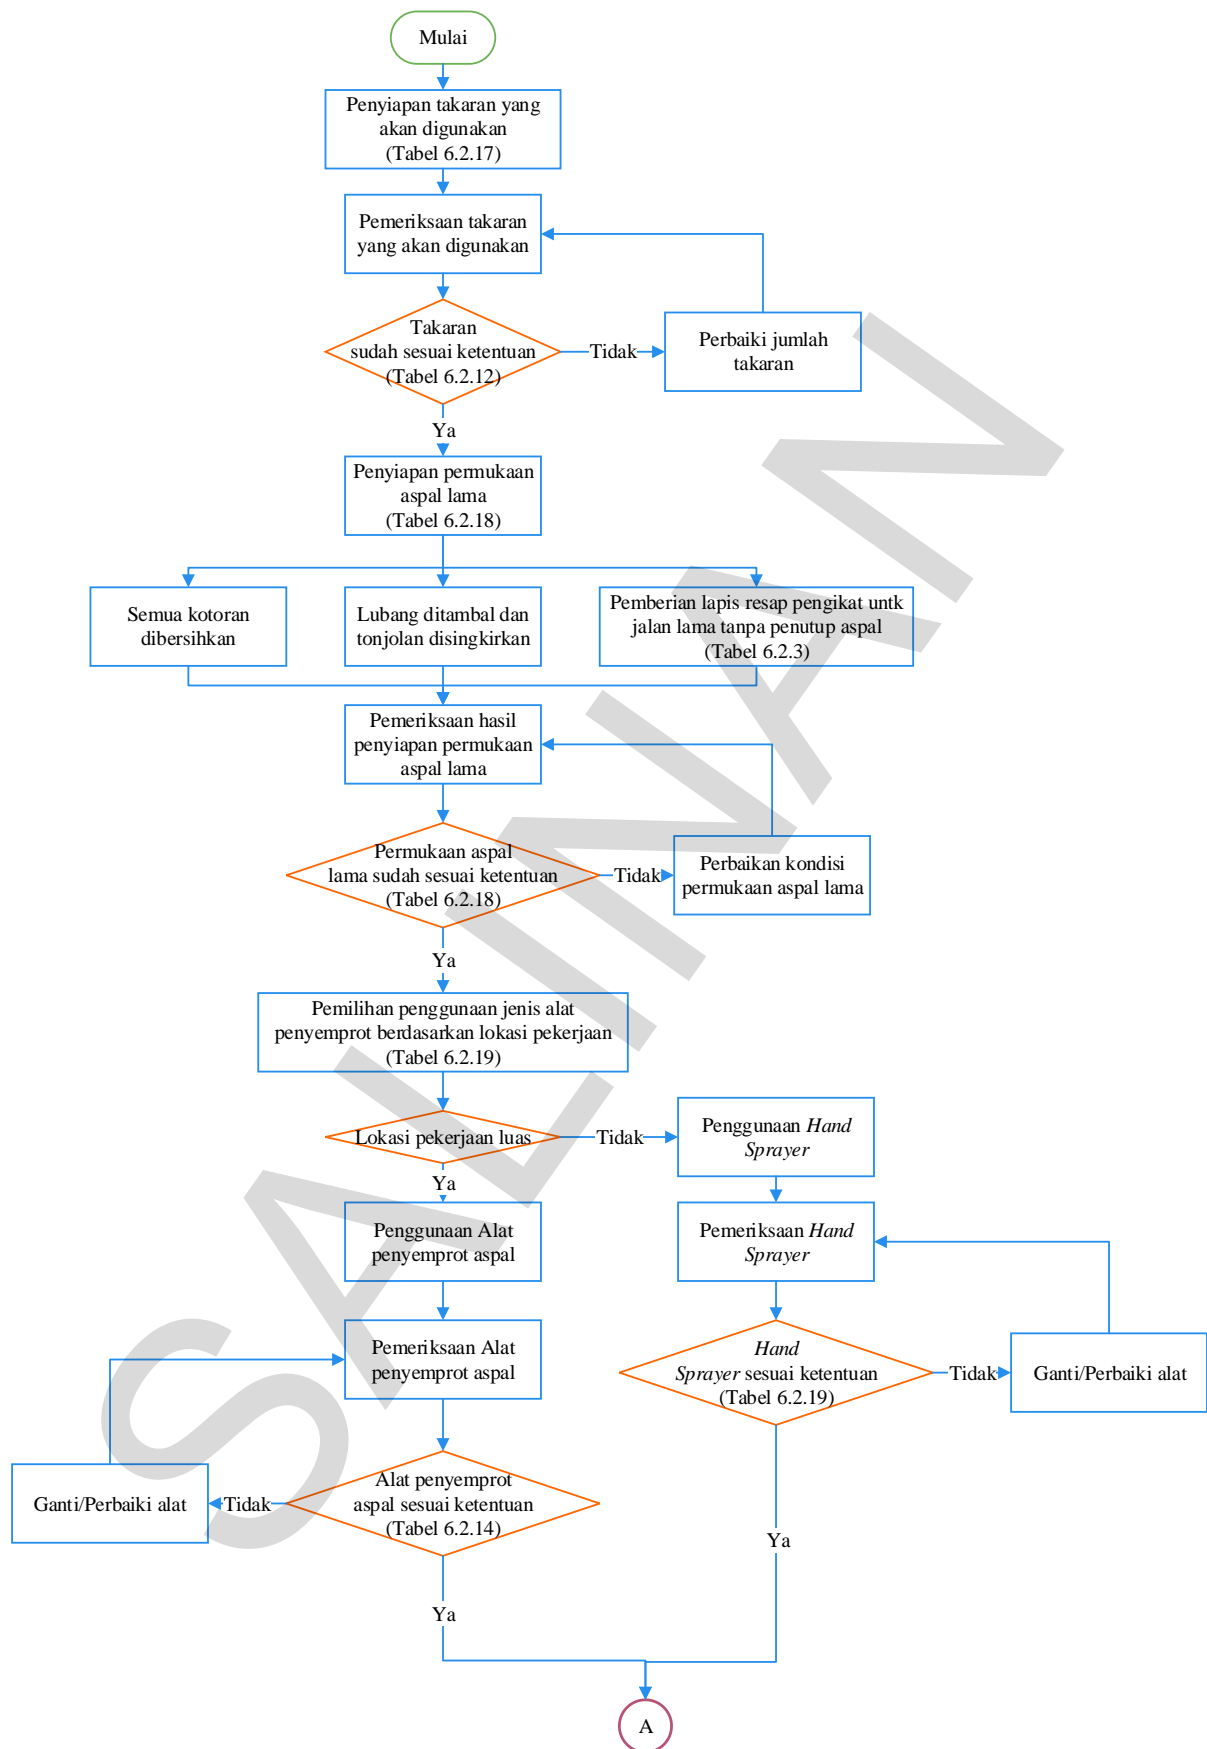 Mulai
Penyiapan takaran yang
akan digunakan
(Tabel 6.2.17)
Pemeriksaan takaran
yang akan digunakan
Takaran
sudah sesuai ketentuan
(Tabel 6.2.12)
Tidak
Perbaiki jumlah
takaran
Ya
Penyiapan permukaan
aspal lama
(Tabel 6.2.18)
Semua kotoran
dibersihkan
Lubang ditambal dan
tonjolan disingkirkan
Pemberian lapis resap pengikat untk
jalan lama tanpa penutup aspal
(Tabel 6.2.3)
Pemeriksaan hasil
penyiapan permukaan
aspal lama
Permukaan aspal
lama sudah sesuai ketentuan
(Tabel 6.2.18)
Tidak
Perbaikan kondisi
permukaan aspal lama
Ya
Pemilihan penggunaan jenis alat
penyemprot berdasarkan lokasi pekerjaan
(Tabel 6.2.19)
Lokasi pekerjaan luas
Tidak
Penggunaan Hand
Sprayer
Ya
Penggunaan Alat
penyemprot aspal
Pemeriksaan Hand
Sprayer
Pemeriksaan Alat
penyemprot aspal
Hand
Sprayer sesuai ketentuan
(Tabel 6.2.19)
Tidak
Ganti/Perbaiki alat
Alat penyemprot
aspal sesuai ketentuan
(Tabel 6.2.14)
Tidak
Ganti/Perbaiki alat
Ya
Ya
A
SALINAN